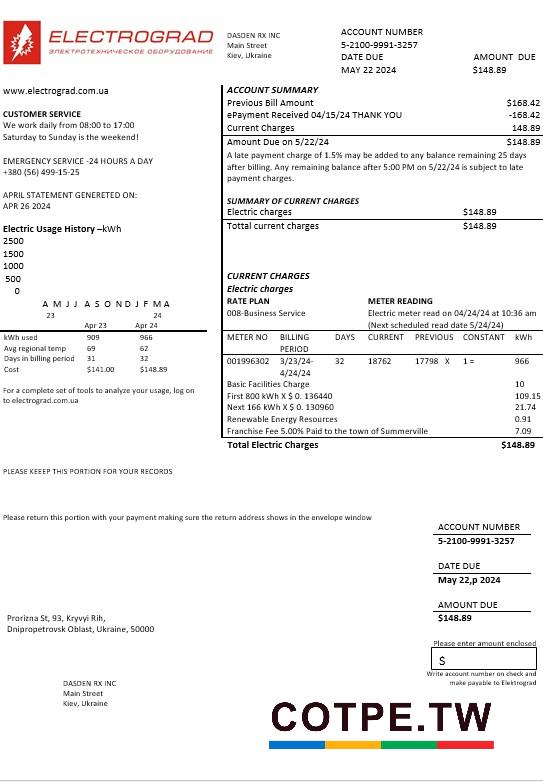 ELECTROGRAD
ЭЛЕКТРОТЕХНИЧЕСКОЕ ОБОРУДОВАНИЕ
DASDEN RX INC
Main Street
Kiev, Ukraine
ACCOUNT NUMBER
5-2100-9991-3257
DATE DUE AMOUNT DUE
MAY 22 2024 $148.89
www.electrograd.com.ua
CUSTOMER SERVICE
We work daily from 08:00 to 17:00
Saturday to Sunday is the weekend!
EMERGENCY SERVICE -24 HOURS A DAY
+380 (56) 499-15-25
APRIL STATEMENT GENERETED ON:
APR 26 2024
Electric Usage History –kWh
2500
1500
1000
500
0
A M J J A S O N D J F M A
23 24
Apr 23 Apr 24
kWh used 909 966
Avg regional temp 69 62
Days in billing period 31 32
Cost $141.00 $148.89
For a complete set of tools to analyze your usage, log on
to electrograd.com.ua
ACCOUNT SUMMARY
Previous Bill Amount $168.42
ePayment Received 04/15/24 THANK YOU -168.42
Current Charges 148.89
Amount Due on 5/22/24 $148.89
A late payment charge of 1.5% may be added to any balance remaining 25 days
after billing. Any remaining balance after 5:00 PM on 5/22/24 is subject to late
payment charges.
SUMMARY OF CURRENT CHARGES
Electric charges $148.89
Tottal current charges $148.89
CURRENT CHARGES
Electric charges
RATE PLAN METER READING
008-Business Service Electric meter read on 04/24/24 at 10:36 am
(Next scheduled read date 5/24/24)
METER NO BILLING DAYS CURRENT PREVIOUS CONSTANT kWh
PERIOD
001996302 3/23/24- 32 18762 17798 X 1 = 966
4/24/24
Basic Facilities Charge 10
First 800 kWh X $ 0. 136440 109.15
Next 166 kWh X $ 0. 130960 21.74
Renewable Energy Resources 0.91
Franchise Fee 5.00% Paid to the town of Summerville 7.09
Total Electric Charges $148.89
PLEASE KEEEP THIS PORTION FOR YOUR RECORDS
Please return this portion with your payment making sure the return address shows in the envelope window
ACCOUNT NUMBER
5-2100-9991-3257
DATE DUE
May 22,p 2024
AMOUNT DUE
$148.89
Prorizna St, 93, Kryvyi Rih,
Dnipropetrovsk Oblast, Ukraine, 50000
Please enter amount enclosed
$
Write account number on check and
make payable to Elektrograd
DASDEN RX INC
Main Street
Kiev, Ukraine
COTPE.TW